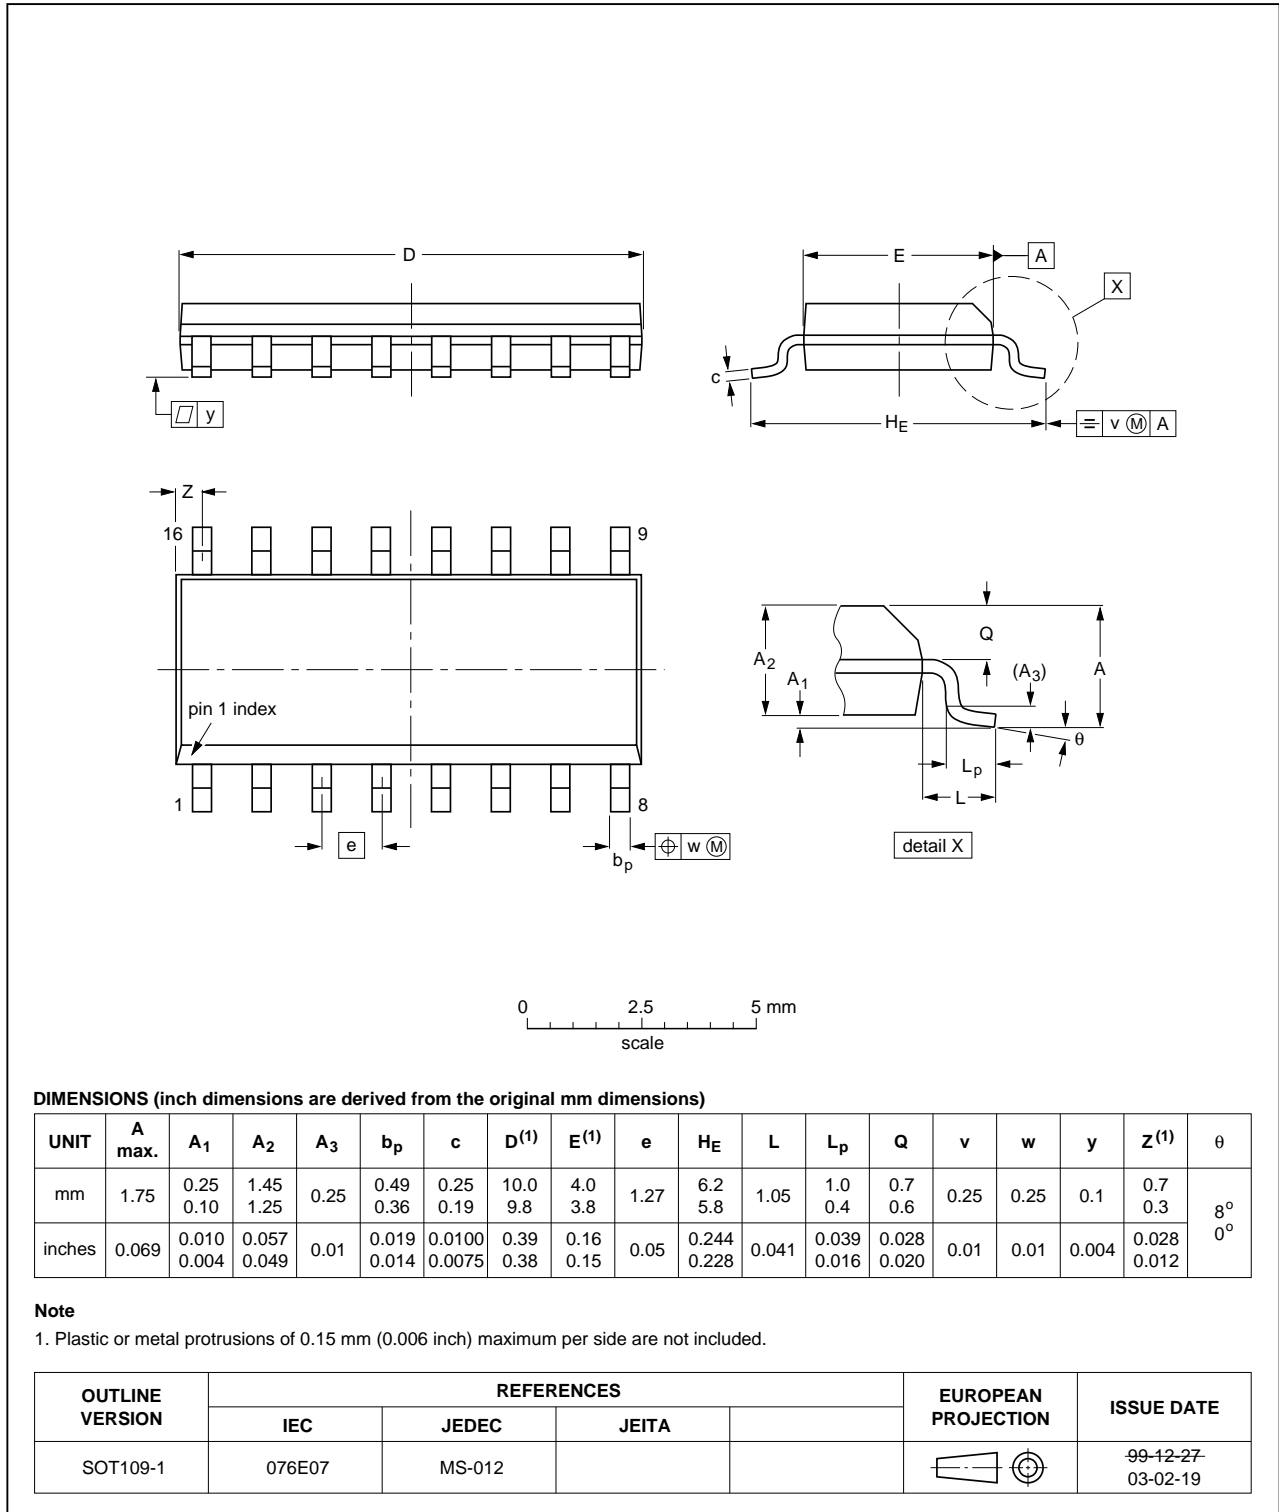 D
E
A
X
c
y
HE
v M A
Z
16
9
pin 1 index
1
8
e
bp
w M
A2
A1
Q
(A3)
A
θ
Lp
L
detail X
0 2.5 5 mm
scale
DIMENSIONS (inch dimensions are derived from the original mm dimensions)
UNIT A max. A1 A2 A3 bp c D(1) E(1) e HE L Lp Q v w y Z(1) θ
mm 1.75 0.25 0.10 1.45 1.25 0.25 0.49 0.36 0.25 0.19 10.0 9.8 4.0 3.8 1.27 6.2 5.8 1.05 1.0 0.4 0.7 0.6 0.25 0.25 0.1 0.7 0.3 8° 0°
inches 0.069 0.010 0.004 0.057 0.049 0.01 0.019 0.014 0.0100 0.0075 0.39 0.38 0.16 0.15 0.05 0.244 0.228 0.041 0.039 0.016 0.028 0.020 0.01 0.01 0.004 0.028 0.012
Note
1. Plastic or metal protrusions of 0.15 mm (0.006 inch) maximum per side are not included.
OUTLINE VERSION REFERENCES EUROPEAN PROJECTION ISSUE DATE
IEC JEDEC JEITA
SOT109-1 076E07 MS-012 99-12-27
03-02-19